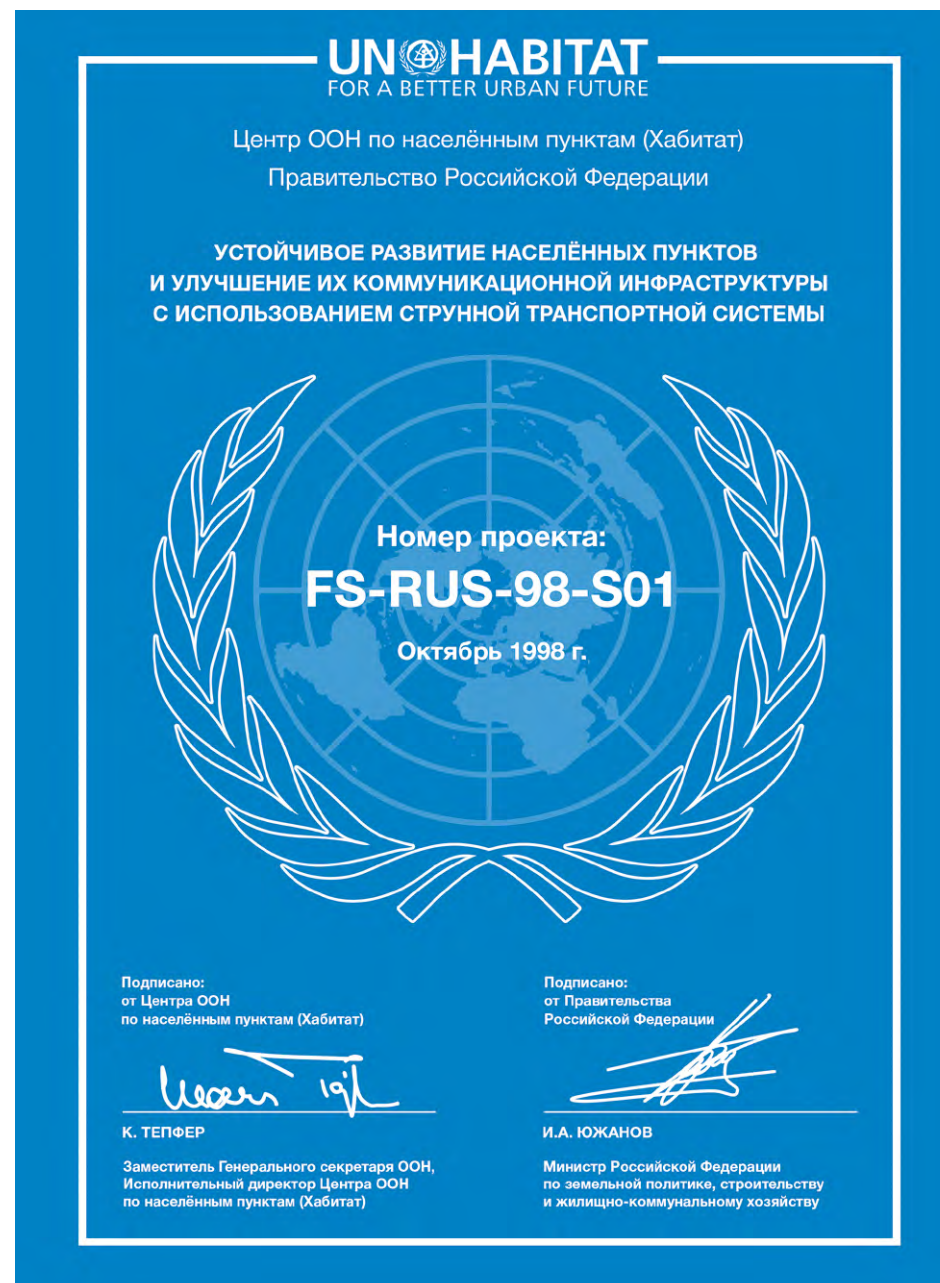 UN HABITAT
FOR A BETTER URBAN FUTURE
Центр ООН по населённым пунктам (Хабитат)
Правительство Российской Федерации
УСТОЙЧИВОЕ РАЗВИТИЕ НАСЕЛЁННЫХ ПУНКТОВ
И УЛУЧШЕНИЕ ИХ КОММУНИКАЦИОННОЙ ИНФРАСТРУКТУРЫ
С ИСПОЛЬЗОВАНИЕМ СТРУННОЙ ТРАНСПОРТНОЙ СИСТЕМЫ
Номер проекта:
FS-RUS-98-S01
Октябрь 1998 г.
Подписано:
от Центра ООН
по населённым пунктам (Хабитат)
К. ТЕПФЕР
Заместитель Генерального секретаря ООН,
Исполнительный директор Центра ООН
по населённым пунктам (Хабитат)
Подписано:
от Правительства
Российской Федерации
И.А. ЮЖАНОВ
Министр Российской Федерации
по земельной политике, строительству
и жилищно-коммунальному хозяйству